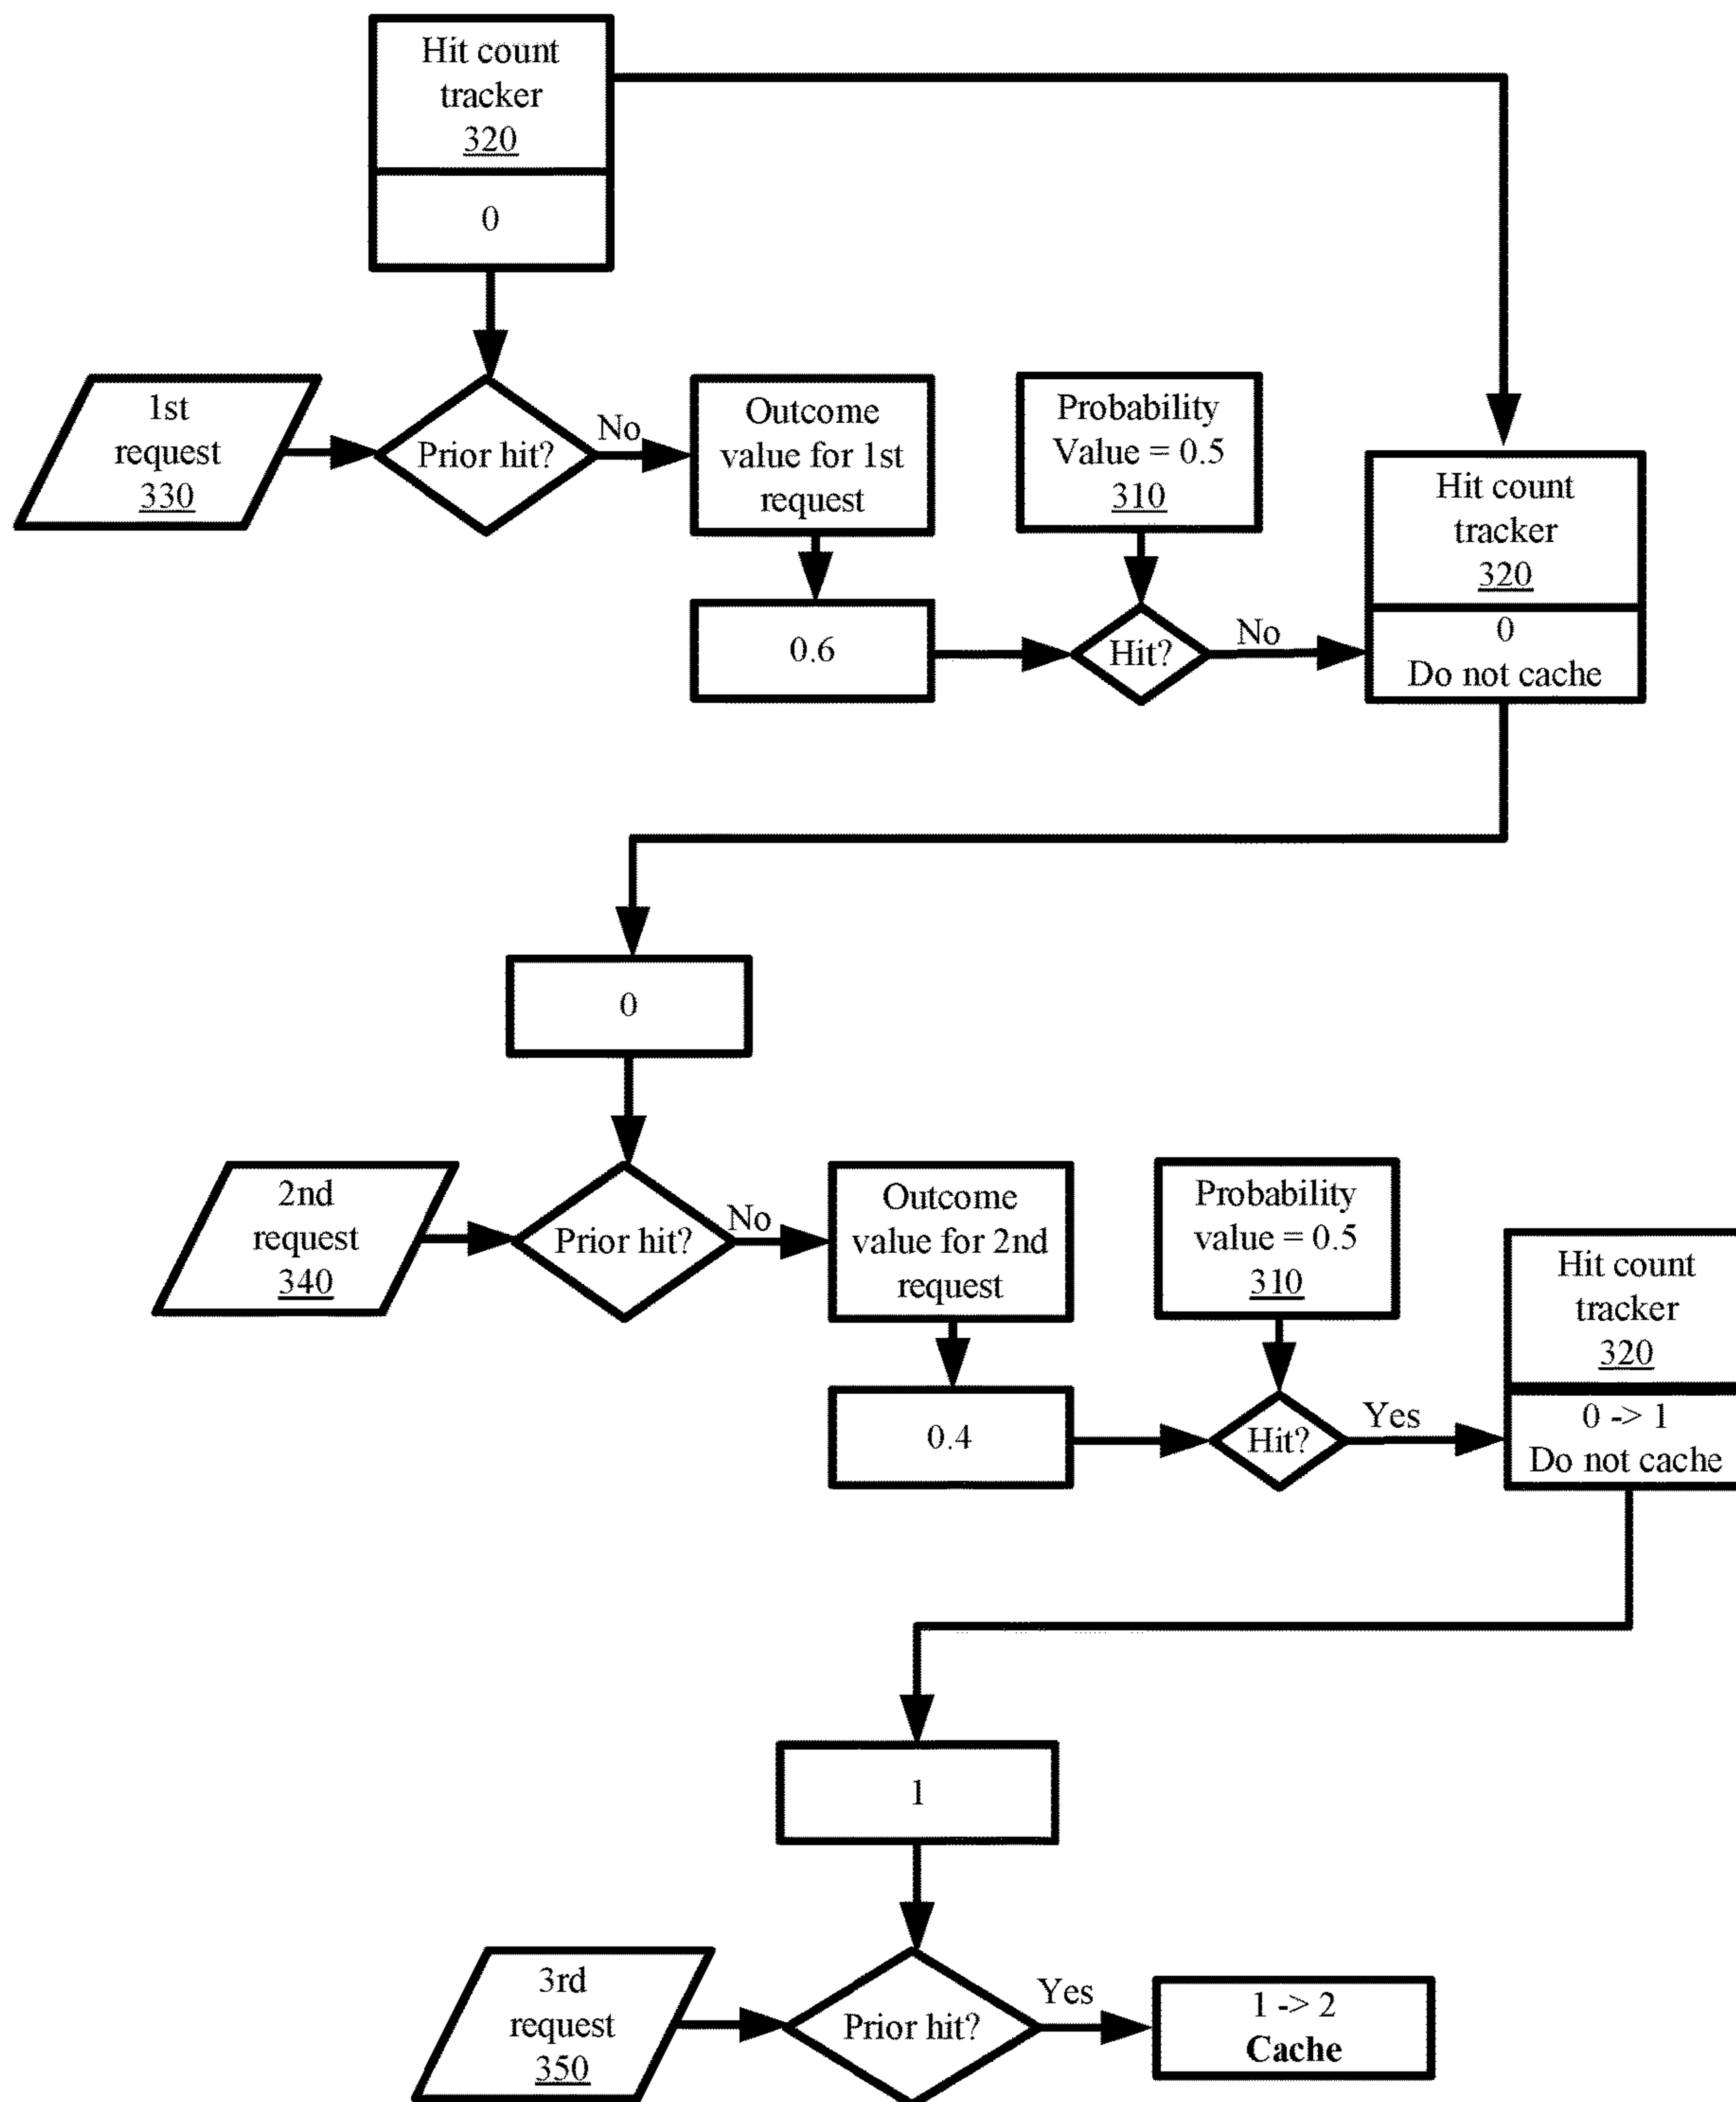 Hit count
tracker
320
0
1st
request
330
Prior hit?
No
Outcome
value for 1st
request
Probability
Value = 0.5
310
0.6
Hit?
No
Hit count
tracker
320
0
Do not cache
0
2nd
request
340
Prior hit?
No
Outcome
value for 2nd
request
Probability
value = 0.5
310
0.4
Hit?
Yes
Hit count
tracker
320
0 -> 1
Do not cache
1
3rd
request
350
Prior hit?
Yes
1 -> 2
Cache